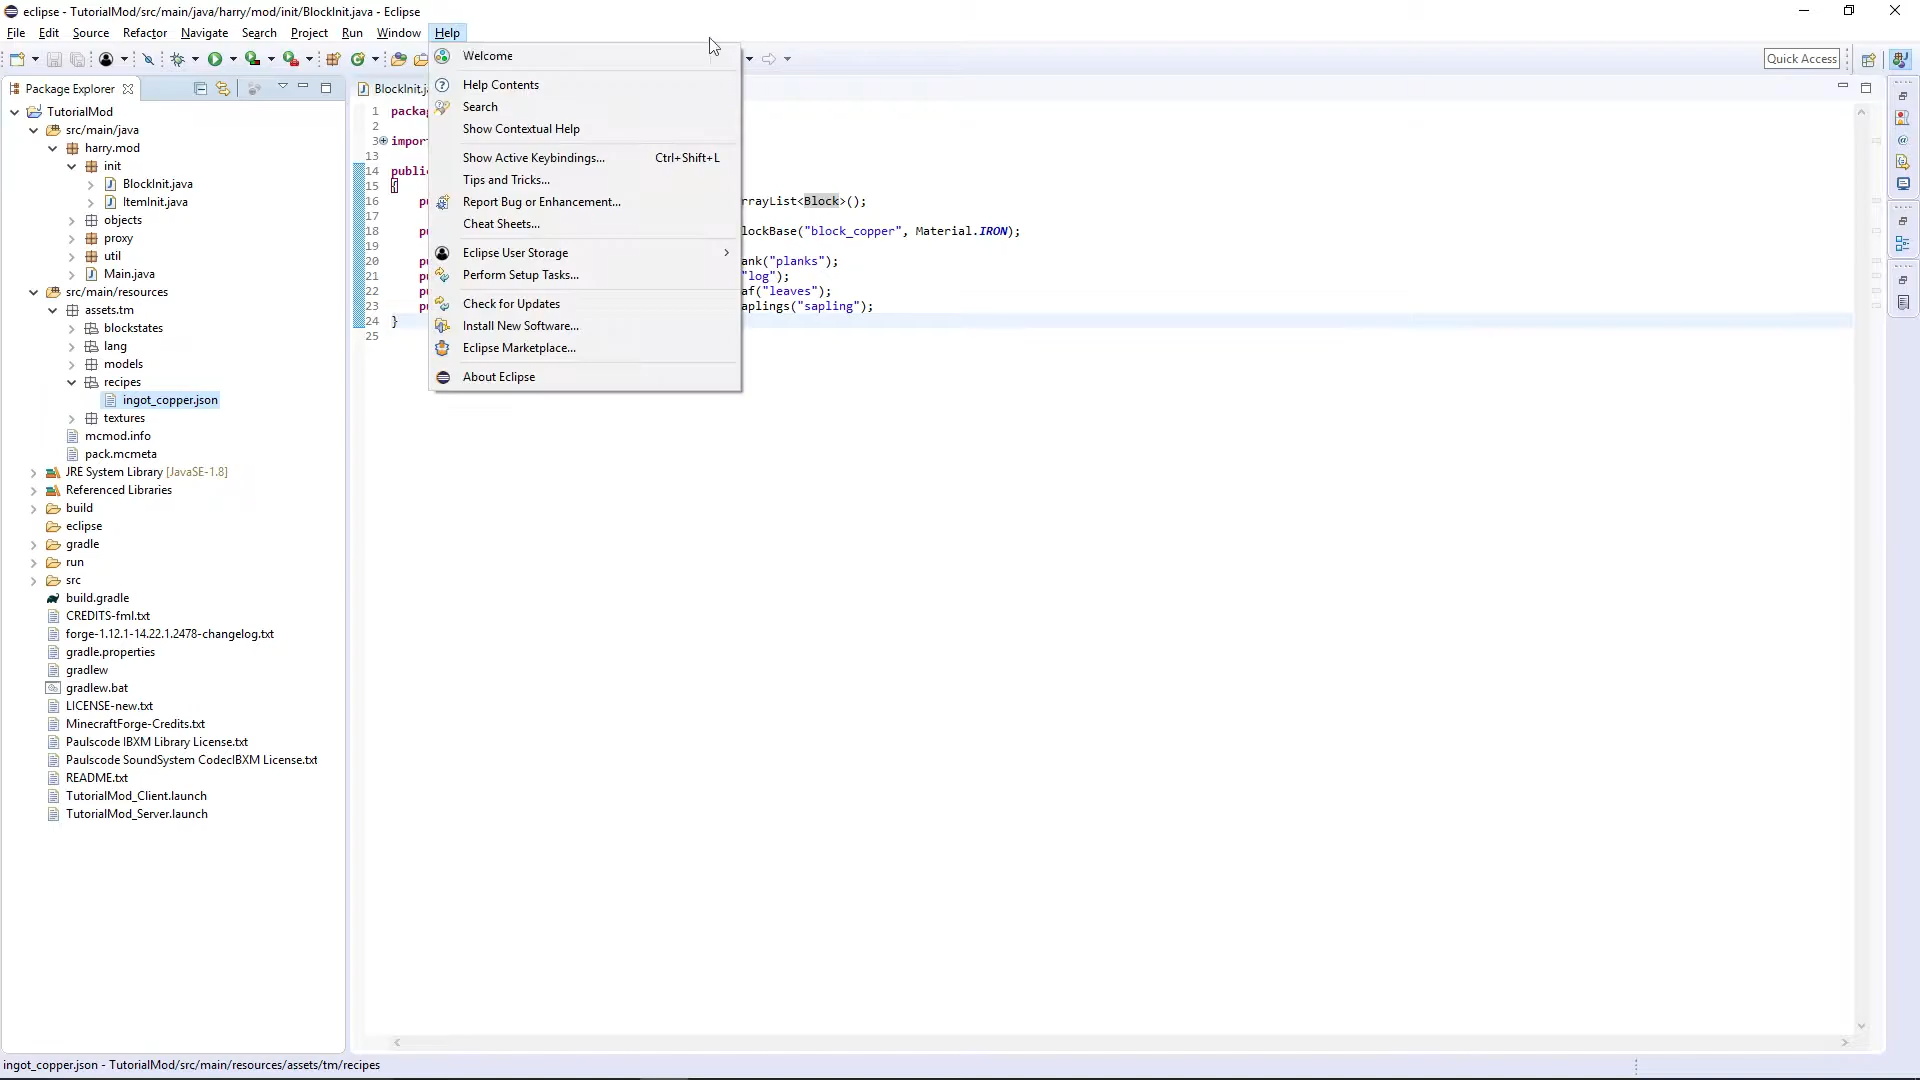 eclipse - TutorialMod/src/main/java/harry/mod/init/BlockInit.java - Eclipse
File Edit Source Refactor Navigate Search Project Run Window Help
Quick Access
Package Explorer
TutorialMod
src/main/java
harry.mod
init
BlockInit.java
ItemInit.java
objects
proxy
util
Main.java
src/main/resources
assets.tm
blockstates
lang
models
recipes
ingot_copper.json
textures
mcmod.info
pack.mcmeta
JRE System Library [JavaSE-1.8]
Referenced Libraries
build
eclipse
gradle
run
src
build.gradle
CREDITS-fml.txt
forge-1.12.1-14.22.1.2478-changelog.txt
gradle.properties
gradlew
gradlew.bat
LICENSE-new.txt
MinecraftForge-Credits.txt
Paulscode IBXM Library License.txt
Paulscode SoundSystem CodecIBXM License.txt
README.txt
TutorialMod_Client.launch
TutorialMod_Server.launch
Welcome
Help Contents
Search
Show Contextual Help
Show Active Keybindings... Ctrl+Shift+L
Tips and Tricks...
Report Bug or Enhancement...
Cheat Sheets...
Eclipse User Storage
Perform Setup Tasks...
Check for Updates
Install New Software...
Eclipse Marketplace...
About Eclipse
BlockInit.j
1 packa
2
3 impor
13
14 publi
15 {
16 pu rrayList<Block>();
17
18 pu lockBase("block_copper", Material.IRON);
19
20 pu ank("planks");
21 pu "log");
22 pu af("leaves");
23 pu aplings("sapling");
24 }
25
ingot_copper.json - TutorialMod/src/main/resources/assets/tm/recipes